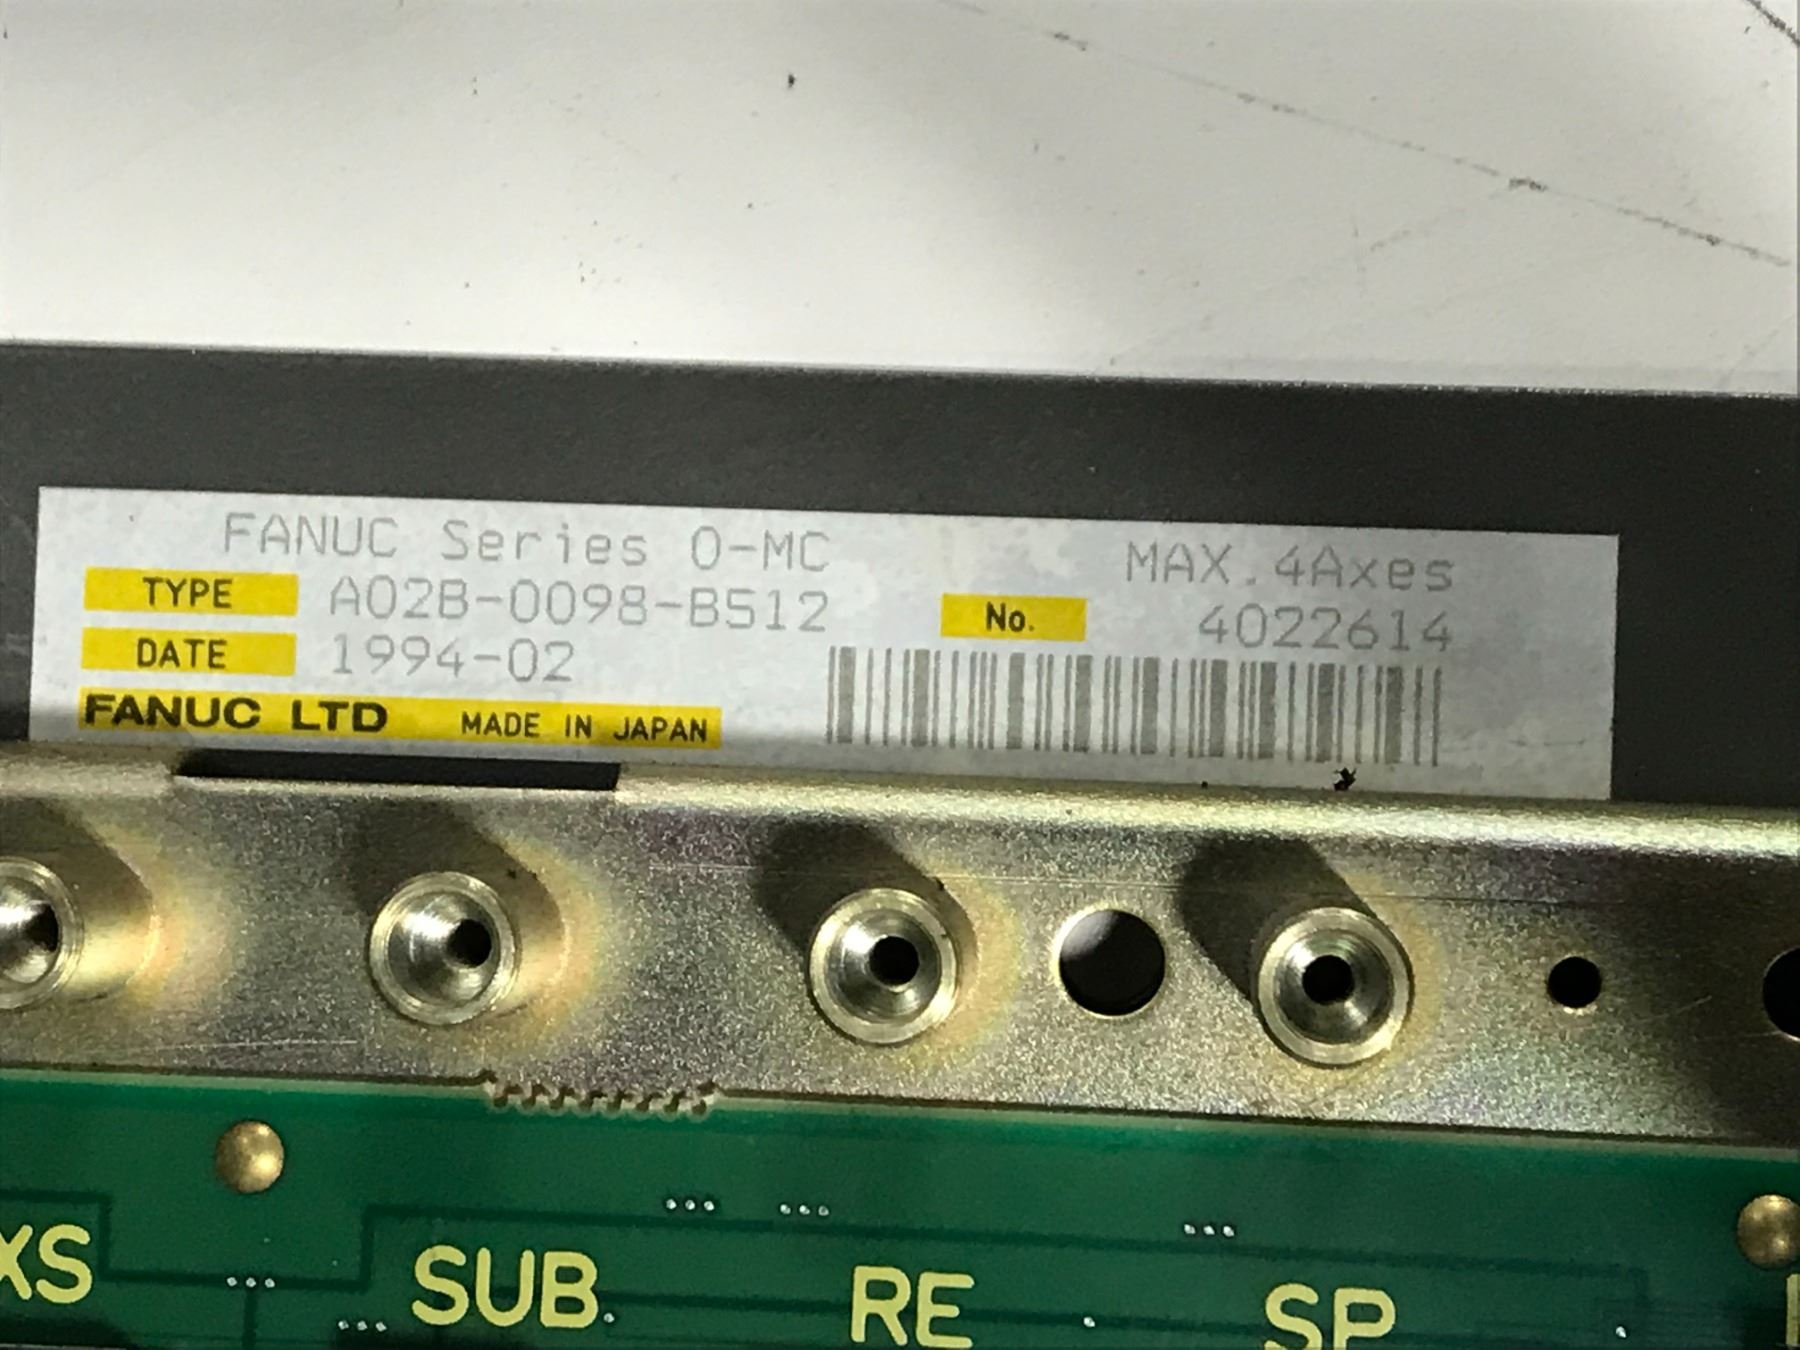 FANUC Series 0-MC MAX.4Axes
TYPE A02B-0098-B512 No. 4022614
DATE 1994-02
FANUC LTD MADE IN JAPAN
XS SUB. RE SP